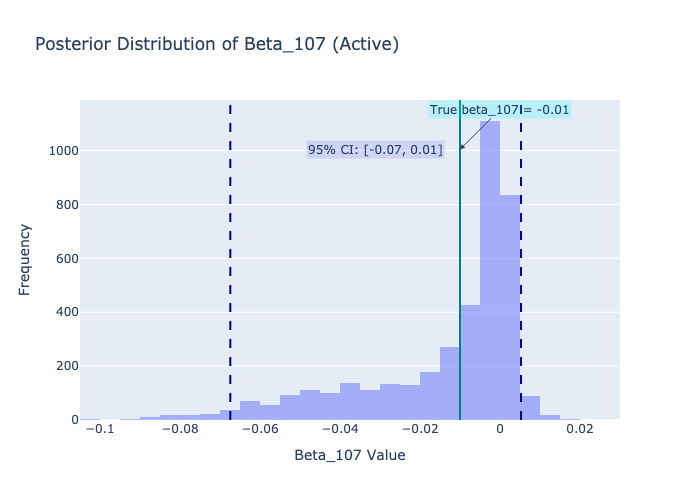 Posterior Distribution of Beta_107 (Active)
True beta_107 = -0.01
95% CI: [-0.07, 0.01]
1000
800
600
400
200
0
Frequency
−0.1
−0.08
−0.06
−0.04
−0.02
0
0.02
Beta_107 Value